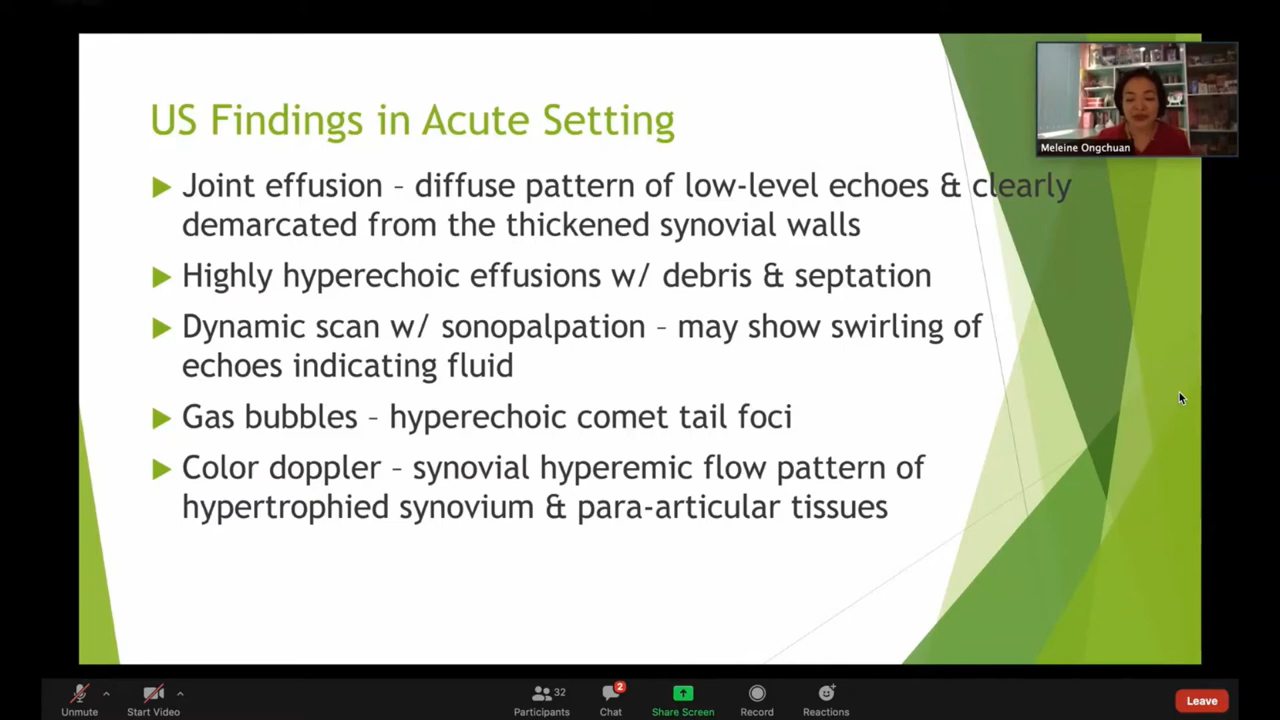 US Findings in Acute Setting
Meleine Ongchuan
Joint effusion – diffuse pattern of low-level echoes & clearly
demarcated from the thickened synovial walls
Highly hyperechoic effusions w/ debris & septation
Dynamic scan w/ sonopalpation – may show swirling of
echoes indicating fluid
Gas bubbles – hyperechoic comet tail foci
Color doppler – synovial hyperemic flow pattern of
hypertrophied synovium & para-articular tissues
Unmute
Start Video
32
Participants
2
Chat
Share Screen
Record
Reactions
Leave